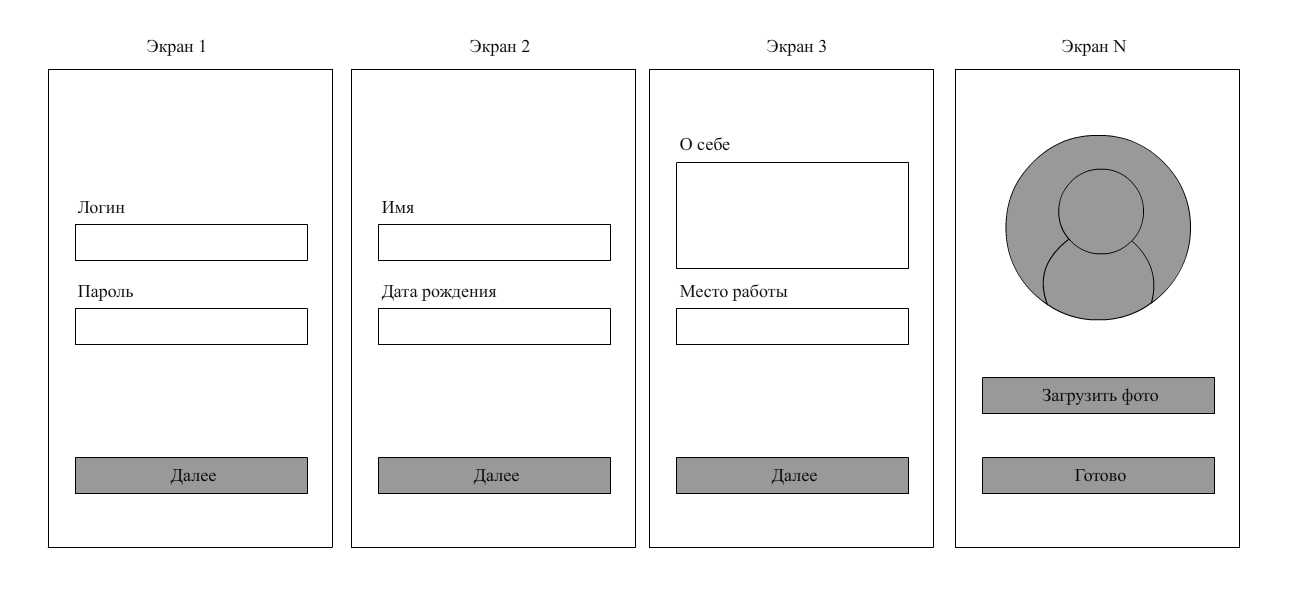 Экран 1
Экран 2
Экран 3
Экран N
Логин
Пароль
Далее
Имя
Дата рождения
Далее
О себе
Место работы
Далее
Загрузить фото
Готово